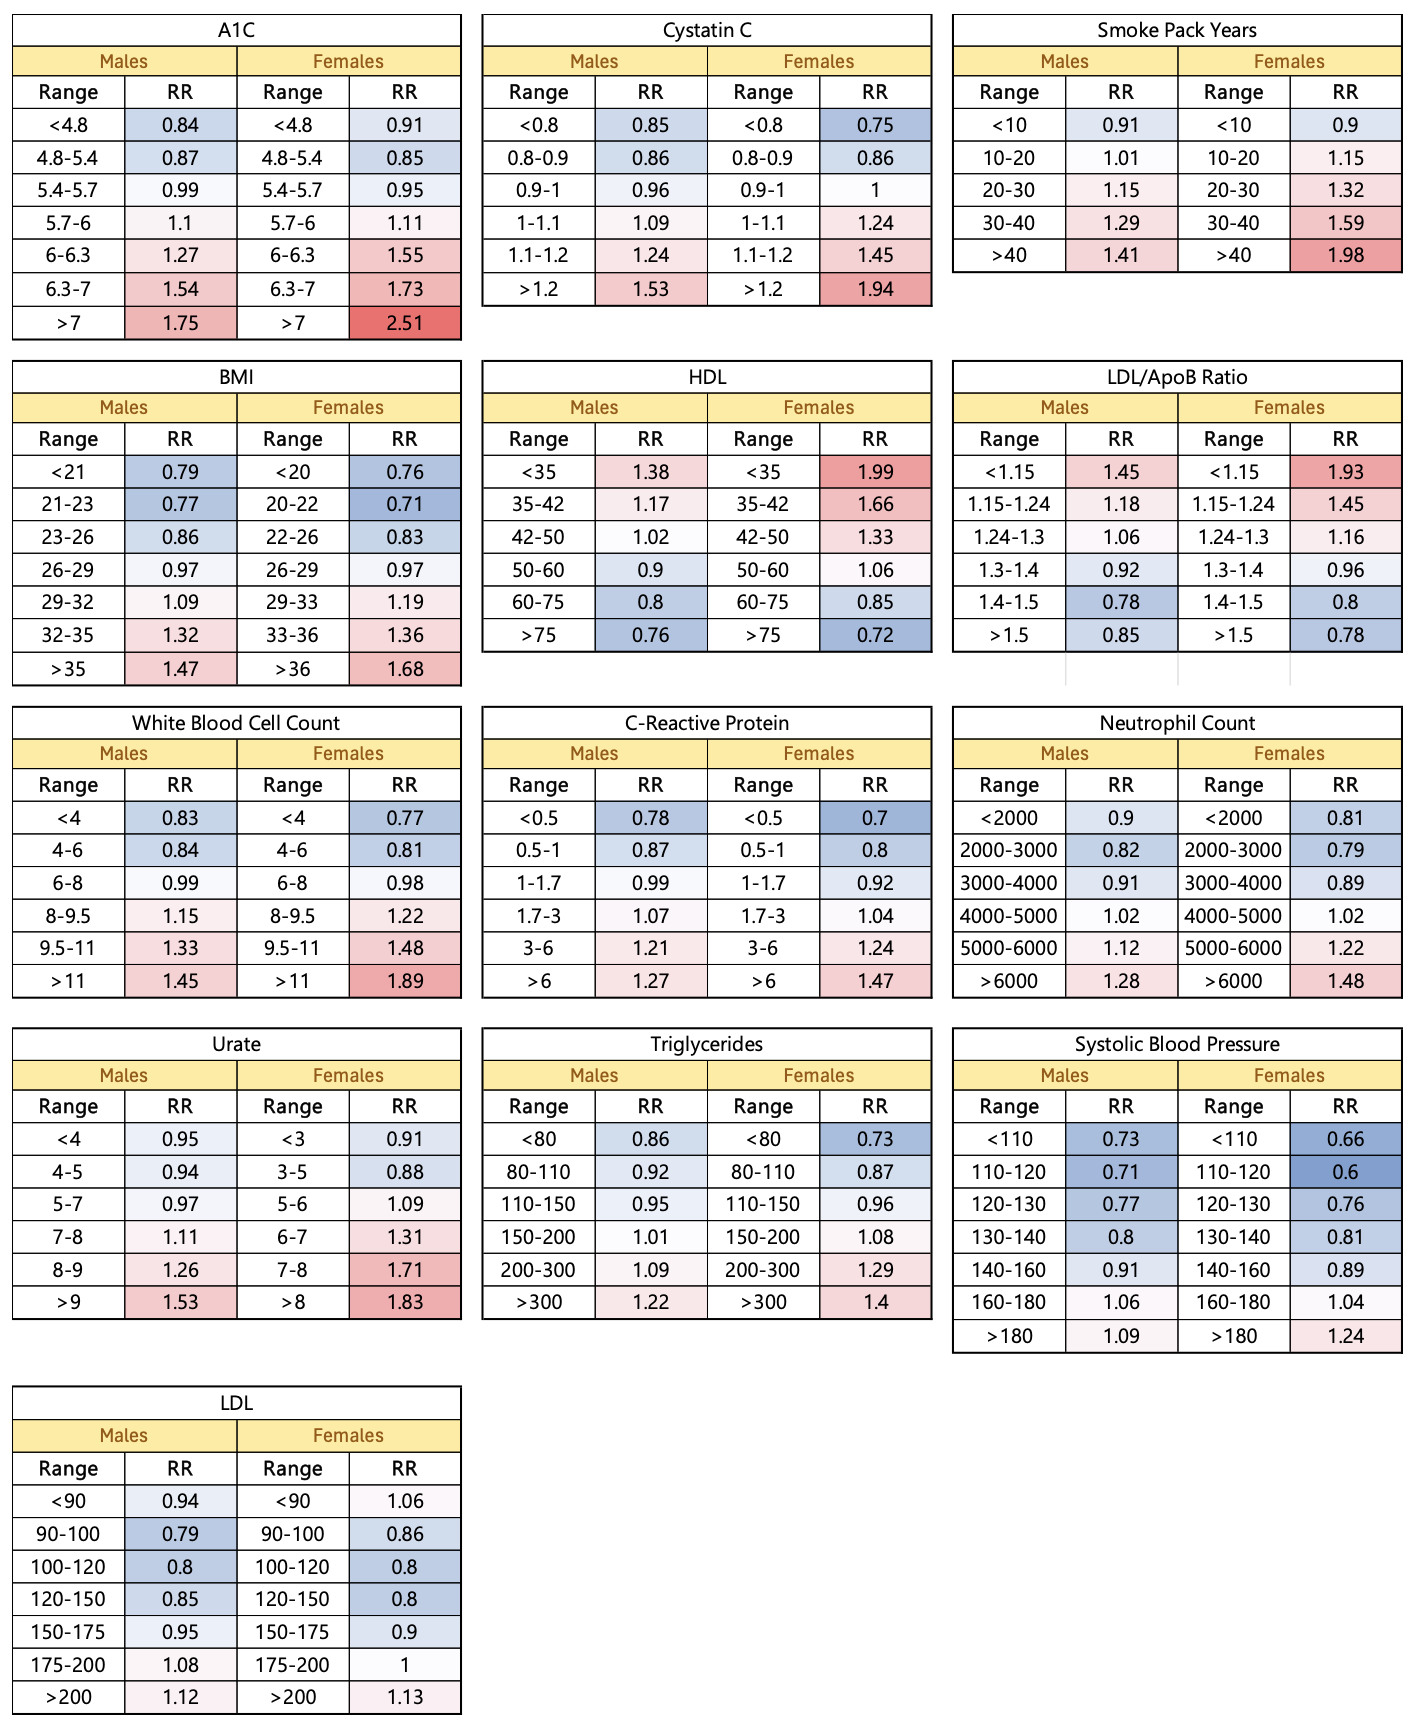 A1C
Males Females
Range RR Range RR
<4.8 0.84 <4.8 0.91
4.8-5.4 0.87 4.8-5.4 0.85
5.4-5.7 0.99 5.4-5.7 0.95
5.7-6 1.1 5.7-6 1.11
6-6.3 1.27 6-6.3 1.55
6.3-7 1.54 6.3-7 1.73
>7 1.75 >7 2.51
Cystatin C
Males Females
Range RR Range RR
<0.8 0.85 <0.8 0.75
0.8-0.9 0.86 0.8-0.9 0.86
0.9-1 0.96 0.9-1 1
1-1.1 1.09 1-1.1 1.24
1.1-1.2 1.24 1.1-1.2 1.45
>1.2 1.53 >1.2 1.94
Smoke Pack Years
Males Females
Range RR Range RR
<10 0.91 <10 0.9
10-20 1.01 10-20 1.15
20-30 1.15 20-30 1.32
30-40 1.29 30-40 1.59
>40 1.41 >40 1.98
BMI
Males Females
Range RR Range RR
<21 0.79 <20 0.76
21-23 0.77 20-22 0.71
23-26 0.86 22-26 0.83
26-29 0.97 26-29 0.97
29-32 1.09 29-33 1.19
32-35 1.32 33-36 1.36
>35 1.47 >36 1.68
HDL
Males Females
Range RR Range RR
<35 1.38 <35 1.99
35-42 1.17 35-42 1.66
42-50 1.02 42-50 1.33
50-60 0.9 50-60 1.06
60-75 0.8 60-75 0.85
>75 0.76 >75 0.72
LDL/ApoB Ratio
Males Females
Range RR Range RR
<1.15 1.45 <1.15 1.93
1.15-1.24 1.18 1.15-1.24 1.45
1.24-1.3 1.06 1.24-1.3 1.16
1.3-1.4 0.92 1.3-1.4 0.96
1.4-1.5 0.78 1.4-1.5 0.8
>1.5 0.85 >1.5 0.78
White Blood Cell Count
Males Females
Range RR Range RR
<4 0.83 <4 0.77
4-6 0.84 4-6 0.81
6-8 0.99 6-8 0.98
8-9.5 1.15 8-9.5 1.22
9.5-11 1.33 9.5-11 1.48
>11 1.45 >11 1.89
C-Reactive Protein
Males Females
Range RR Range RR
<0.5 0.78 <0.5 0.7
0.5-1 0.87 0.5-1 0.8
1-1.7 0.99 1-1.7 0.92
1.7-3 1.07 1.7-3 1.04
3-6 1.21 3-6 1.24
>6 1.27 >6 1.47
Neutrophil Count
Males Females
Range RR Range RR
<2000 0.9 <2000 0.81
2000-3000 0.82 2000-3000 0.79
3000-4000 0.91 3000-4000 0.89
4000-5000 1.02 4000-5000 1.02
5000-6000 1.12 5000-6000 1.22
>6000 1.28 >6000 1.48
Urate
Males Females
Range RR Range RR
<4 0.95 <3 0.91
4-5 0.94 3-5 0.88
5-7 0.97 5-6 1.09
7-8 1.11 6-7 1.31
8-9 1.26 7-8 1.71
>9 1.53 >8 1.83
Triglycerides
Males Females
Range RR Range RR
<80 0.86 <80 0.73
80-110 0.92 80-110 0.87
110-150 0.95 110-150 0.96
150-200 1.01 150-200 1.08
200-300 1.09 200-300 1.29
>300 1.22 >300 1.4
Systolic Blood Pressure
Males Females
Range RR Range RR
<110 0.73 <110 0.66
110-120 0.71 110-120 0.6
120-130 0.77 120-130 0.76
130-140 0.8 130-140 0.81
140-160 0.91 140-160 0.89
160-180 1.06 160-180 1.04
>180 1.09 >180 1.24
LDL
Males Females
Range RR Range RR
<90 0.94 <90 1.06
90-100 0.79 90-100 0.86
100-120 0.8 100-120 0.8
120-150 0.85 120-150 0.8
150-175 0.95 150-175 0.9
175-200 1.08 175-200 1
>200 1.12 >200 1.13